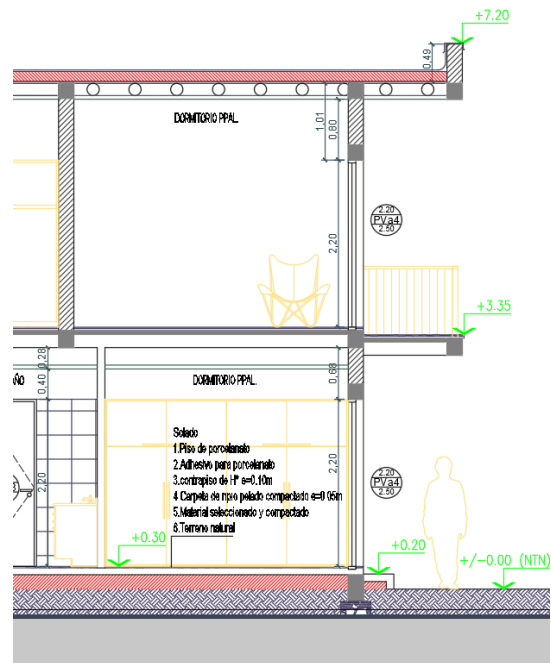 +7.20
0.49
DORMITORIO PPAL.
1,01
0,80
2.20
PVa4
2.50
2,20
+3.35
0,28
ÑO
0,40
DORMITORIO PPAL.
0,68
Solado
1.Piso de porcelanato
2.Adhesivo para porcelanato
3.contrapiso de Hº e=0.10m
4 Carpeta de ripio pelado compactado e=0 05m
5.Material seleccionado y compactado
6.Terreno natural
2,20
2,20
2.20
PVa4
2.50
+0.30
+0.20
+/-0.00 (NTN)